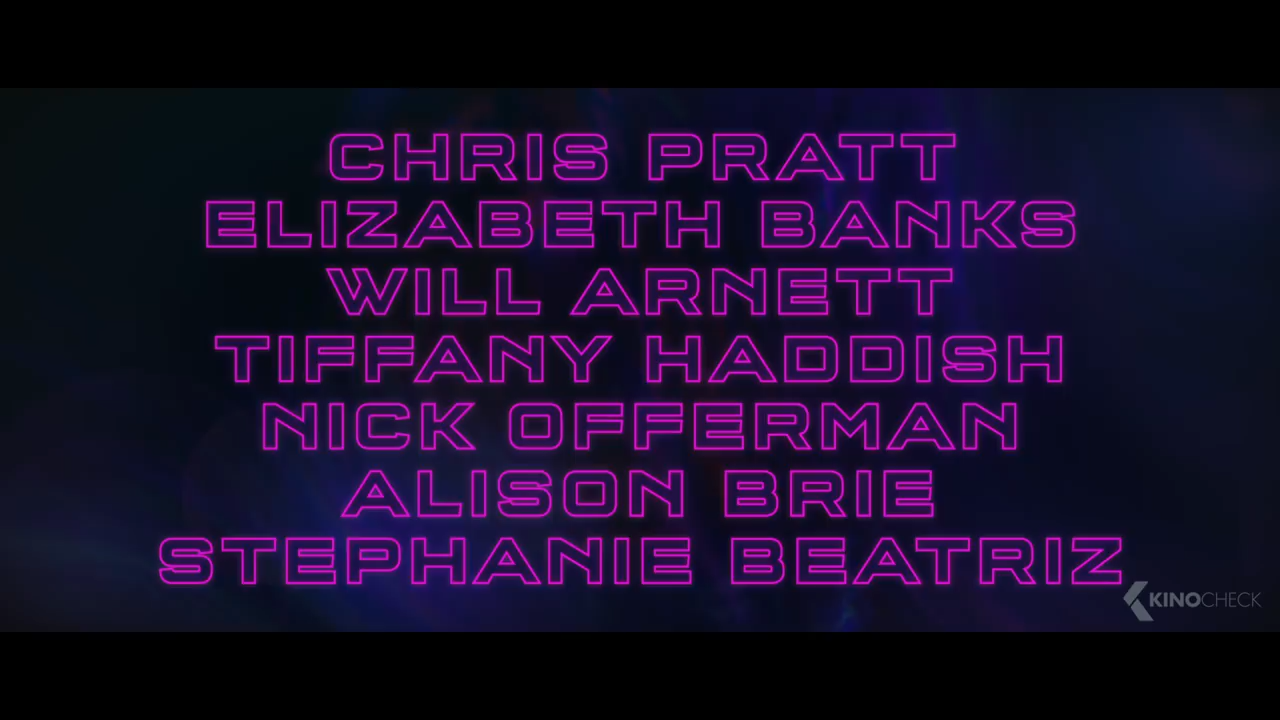 CHRIS PRATT
ELIZABETH BANKS
WILL ARNETT
TIFFANY HADDISH
NICK OFFERMAN
ALISON BRIE
STEPHANIE BEATRIZ
KINOCHECK